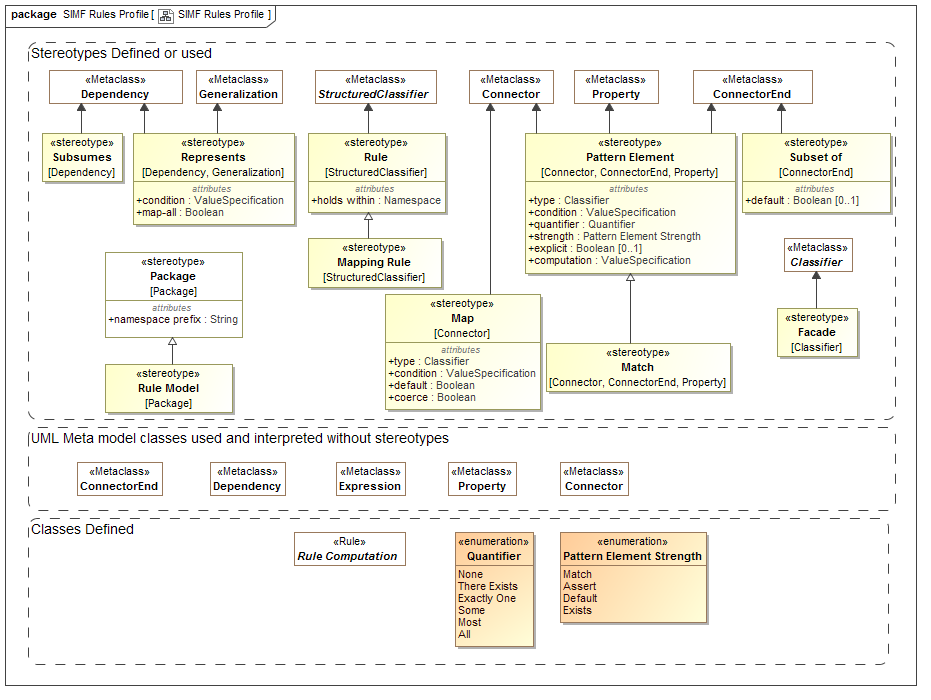 package SIMF Rules Profile [ SIMF Rules Profile ]
Stereotypes Defined or used
«Metaclass»
Dependency
«Metaclass»
Generalization
«Metaclass»
StructuredClassifier
«Metaclass»
Connector
«Metaclass»
Property
«Metaclass»
ConnectorEnd
«stereotype»
Subsumes
[Dependency]
«stereotype»
Represents
[Dependency, Generalization]
attributes
+condition : ValueSpecification
+map-all : Boolean
«stereotype»
Rule
[StructuredClassifier]
attributes
+holds within : Namespace
«stereotype»
Pattern Element
[Connector, ConnectorEnd, Property]
attributes
+type : Classifier
+condition : ValueSpecification
+quantifier : Quantifier
+strength : Pattern Element Strength
+explicit : Boolean [0..1]
+computation : ValueSpecification
«stereotype»
Subset of
[ConnectorEnd]
attributes
+default : Boolean [0..1]
«stereotype»
Mapping Rule
[StructuredClassifier]
«Metaclass»
Classifier
«stereotype»
Package
[Package]
attributes
+namespace prefix : String
«stereotype»
Map
[Connector]
attributes
+type : Classifier
+condition : ValueSpecification
+default : Boolean
+coerce : Boolean
«stereotype»
Facade
[Classifier]
«stereotype»
Match
[Connector, ConnectorEnd, Property]
«stereotype»
Rule Model
[Package]
UML Meta model classes used and interpreted without stereotypes
«Metaclass»
ConnectorEnd
«Metaclass»
Dependency
«Metaclass»
Expression
«Metaclass»
Property
«Metaclass»
Connector
Classes Defined
«Rule»
Rule Computation
«enumeration»
Quantifier
None
There Exists
Exactly One
Some
Most
All
«enumeration»
Pattern Element Strength
Match
Assert
Default
Exists